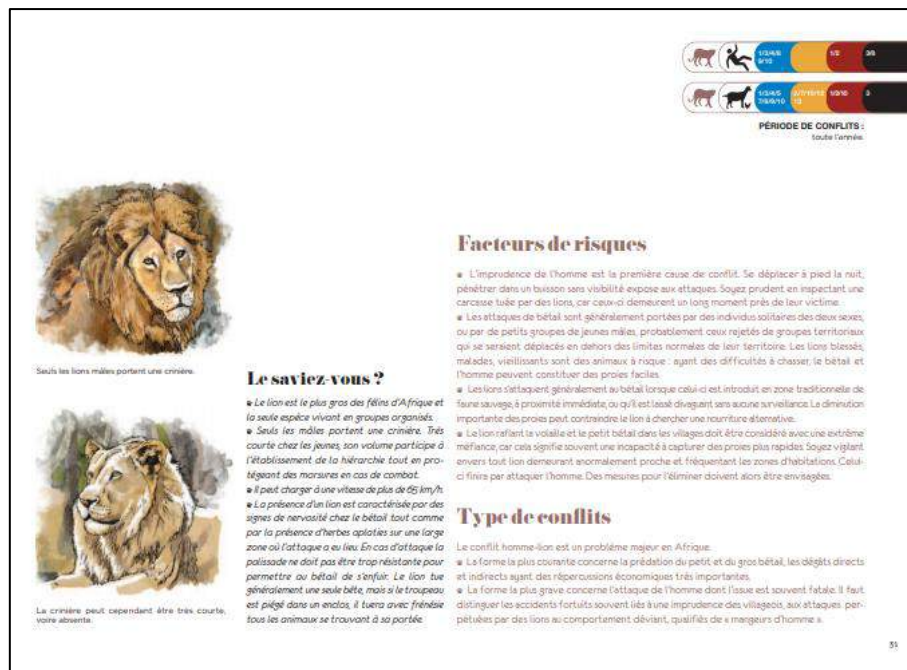 1/3/4/6
9/10
1/2
3/5
1/3/4/5
7/8/9/10
1/3/10
3
PÉRIODE DE CONFLITS :
toute l'année.
Seuls les lions mâles portent une crinière.
La crinière peut cependant être très courte,
voire absente.
Le saviez-vous ?
Le lion est le plus gros des félins d'Afrique et
la seule espèce vivant en groupes organisés.
Seuls les mâles portent une crinière. Très
courte chez les jeunes, son volume participe à
l'établissement de la hiérarchie tout en pro-
tégeant des morsures en cas de combat.
Il peut charger à une vitesse de plus de 65 km/h.
La présence d'un lion est caractérisée par des
signes de nervosité chez le bétail tout comme
par la présence d'herbes aplaties sur une large
zone où l'attaque a eu lieu. En cas d'attaque la
palissade ne doit pas être trop résistante pour
permettre au bétail de s'enfuir. Le lion tue
généralement une seule bête, mais si le troupeau
est piégé dans un enclos, il tuera avec frénésie
tous les animaux se trouvant à sa portée.
Facteurs de risques
L'imprudence de l'homme est la première cause de conflit. Se déplacer à pied la nuit,
pénétrer dans un buisson sans visibilité expose aux attaques. Soyez prudent en inspectant une
carcasse tuée par des lions, car ceux-ci demeurent un long moment près de leur victime.
Les attaques de bétail sont généralement portées par des individus solitaires des deux sexes,
ou par de petits groupes de jeunes mâles, probablement ceux rejetés de groupes territoriaux
qui se seraient déplacés en dehors des limites normales de leur territoire. Les lions blessés,
malades, vieillissants sont des animaux à risque : ayant des difficultés à chasser, le bétail et
l'homme peuvent constituer des proies faciles.
Les lions s'attaquent généralement au bétail lorsque celui-ci est introduit en zone traditionnelle de
faune sauvage, à proximité immédiate, ou qu'il est laissé divaguant sans aucune surveillance. La diminution
importante des proies peut contraindre le lion à chercher une nourriture alternative.
Le lion raflant la volaille et le petit bétail dans les villages doit être considéré avec une extrême
méfiance, car cela signifie souvent une incapacité à capturer des proies plus rapides. Soyez vigilant
envers tout lion demeurant anormalement proche et fréquentant les zones d'habitations. Celui-
ci finira par attaquer l'homme. Des mesures pour l'éliminer doivent alors être envisagées.
Type de conflits
Le conflit homme-lion est un problème majeur en Afrique.
La forme la plus courante concerne la prédation du petit et du gros bétail, les dégâts directs
et indirects ayant des répercussions économiques très importantes.
La forme la plus grave concerne l'attaque de l'homme dont l'issue est souvent fatale. Il faut
distinguer les accidents fortuits souvent liés à une imprudence des villageois, aux attaques per-
pétuées par des lions au comportement déviant, qualifiés de « mangeurs d'homme ».